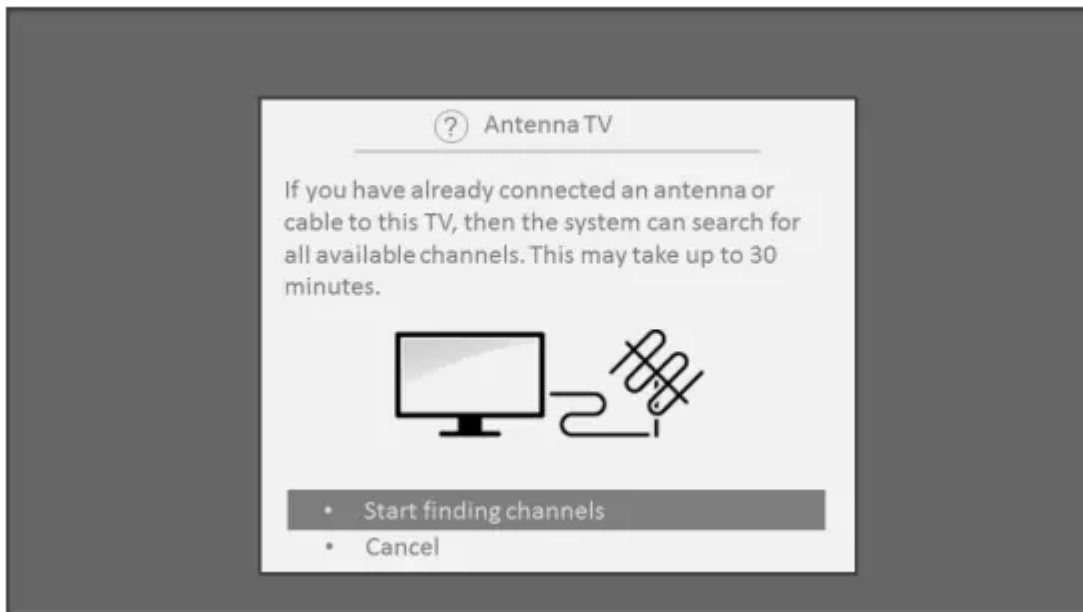 ? Antenna TV
If you have already connected an antenna or
cable to this TV, then the system can search for
all available channels. This may take up to 30
minutes.
• Start finding channels
• Cancel